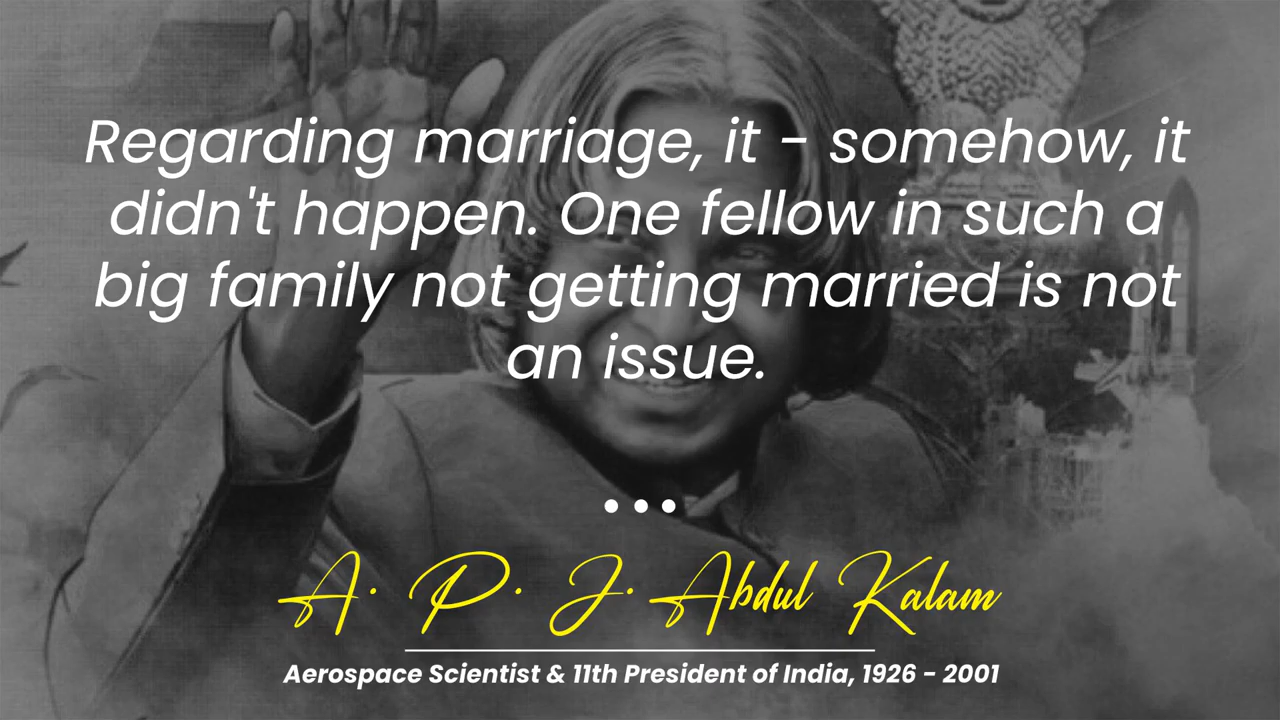 Regarding marriage, it - somehow, it
didn't happen. One fellow in such a
big family not getting married is not
an issue.
A. P. J. Abdul Kalam
Aerospace Scientist & 11th President of India, 1926 - 2001